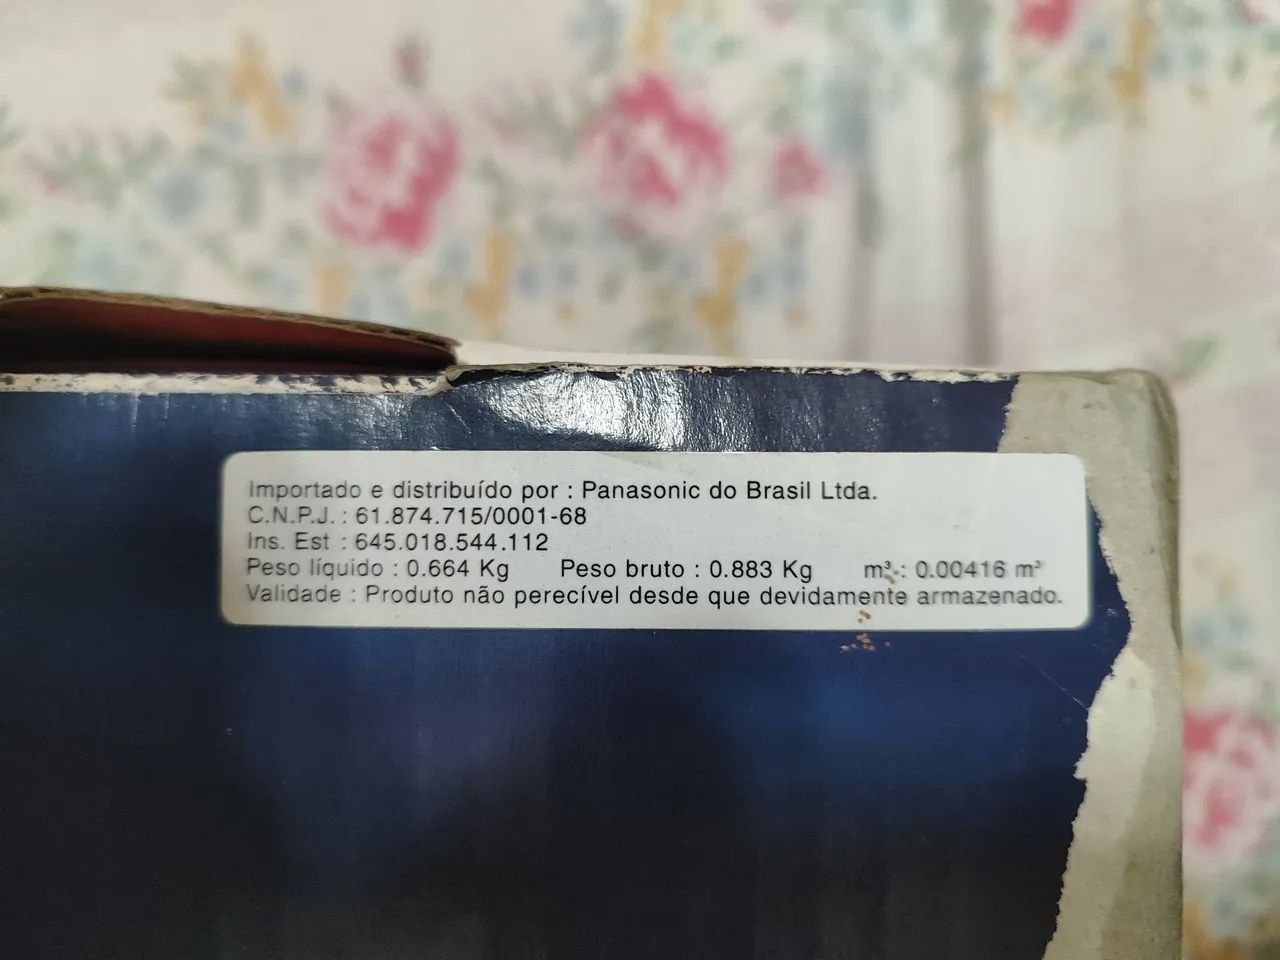 Importado e distribuído por : Panasonic do Brasil Ltda.
C.N.P.J. : 61.874.715/0001-68
Ins. Est : 645.018.544.112
Peso líquido : 0.664 Kg Peso bruto : 0.883 Kg m³ : 0.00416 m³
Validade : Produto não perecível desde que devidamente armazenado.